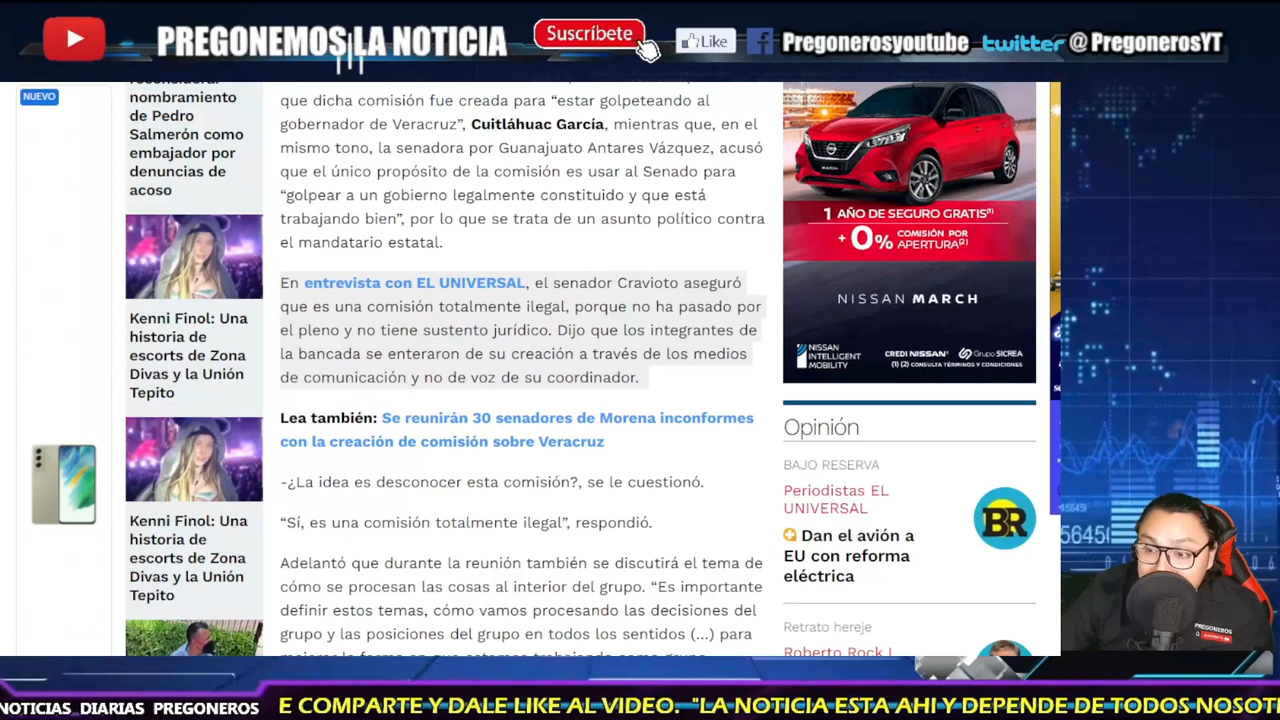 PREGONEMOS LA NOTICIA
Suscríbete
Like
Pregonerosyoutube
twitter @PregonerosYT
NUEVO
nombramiento
de Pedro
Salmerón como
embajador por
denuncias de
acoso
Kenni Finol: Una
historia de
escorts de Zona
Divas y la Unión
Tepito
Kenni Finol: Una
historia de
escorts de Zona
Divas y la Unión
Tepito
que dicha comisión fue creada para “estar golpeteando al
gobernador de Veracruz”, Cuitláhuac García, mientras que, en el
mismo tono, la senadora por Guanajuato Antares Vázquez, acusó
que el único propósito de la comisión es usar al Senado para
“golpear a un gobierno legalmente constituido y que está
trabajando bien”, por lo que se trata de un asunto político contra
el mandatario estatal.
En entrevista con EL UNIVERSAL, el senador Cravioto aseguró
que es una comisión totalmente ilegal, porque no ha pasado por
el pleno y no tiene sustento jurídico. Dijo que los integrantes de
la bancada se enteraron de su creación a través de los medios
de comunicación y no de voz de su coordinador.
Lea también: Se reunirán 30 senadores de Morena inconformes
con la creación de comisión sobre Veracruz
-¿La idea es desconocer esta comisión?, se le cuestionó.
“Sí, es una comisión totalmente ilegal”, respondió.
Adelantó que durante la reunión también se discutirá el tema de
cómo se procesan las cosas al interior del grupo. “Es importante
definir estos temas, cómo vamos procesando las decisiones del
grupo y las posiciones del grupo en todos los sentidos (...) para
1 AÑO DE SEGURO GRATIS(1)
+ 0% COMISIÓN POR
APERTURA(2)
NISSAN MARCH
NISSAN
INTELLIGENT
MOBILITY
CREDI NISSAN
Grupo SICREA
(1) (2) CONSULTA TÉRMINOS Y CONDICIONES
Opinión
BAJO RESERVA
Periodistas EL
UNIVERSAL
Dan el avión a
EU con reforma
eléctrica
BR
Retrato hereje
Roberto Rock L
PREGONEROS
NOTICIAS_DIARIAS PREGONEROS
E COMPARTE Y DALE LIKE AL VIDEO. "LA NOTICIA ESTA AHI Y DEPENDE DE TODOS NOSOT